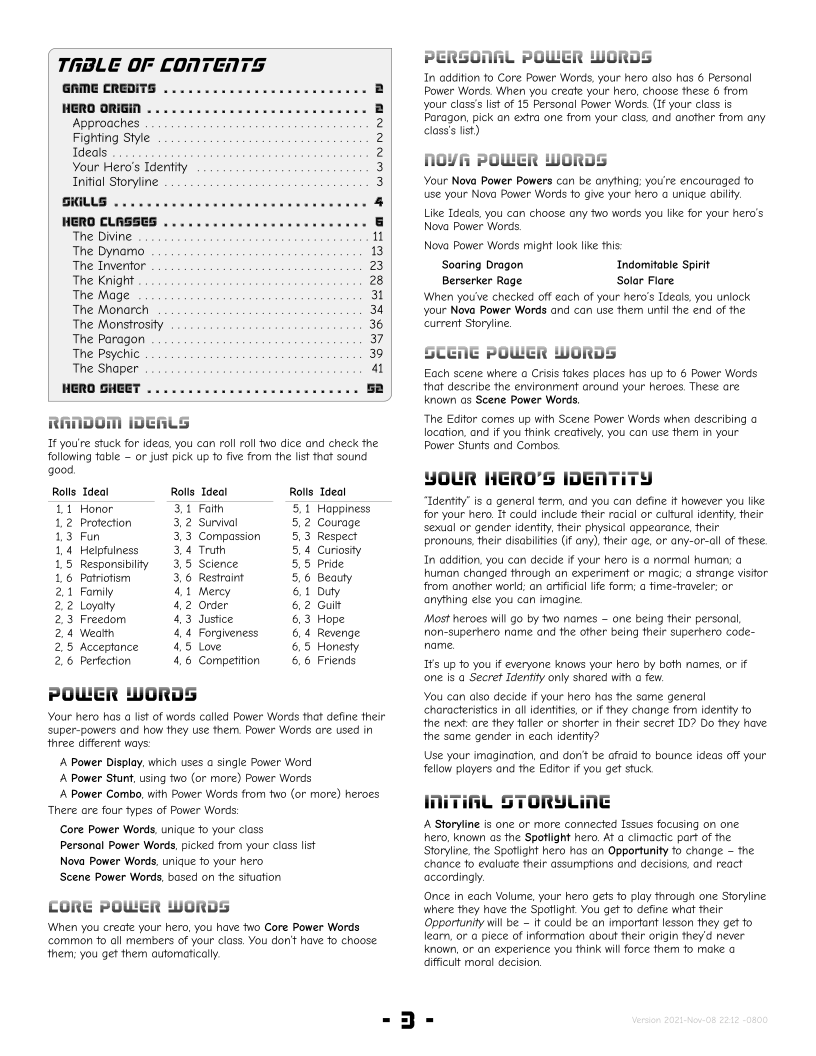 TABLE OF CONTENTS
GAME CREDITS . . . . . . . . . . . . . . . . . . . . . . . . . 2
HERO ORIGIN . . . . . . . . . . . . . . . . . . . . . . . . . . . 2
Approaches . . . . . . . . . . . . . . . . . . . . . . . . . . . . . . . . . . . 2
Fighting Style . . . . . . . . . . . . . . . . . . . . . . . . . . . . . . . . . 2
Ideals . . . . . . . . . . . . . . . . . . . . . . . . . . . . . . . . . . . . . . . . 2
Your Hero's Identity . . . . . . . . . . . . . . . . . . . . . . . . . . . 3
Initial Storyline . . . . . . . . . . . . . . . . . . . . . . . . . . . . . . . . 3
SKILLS . . . . . . . . . . . . . . . . . . . . . . . . . . . . . . . 4
HERO CLASSES . . . . . . . . . . . . . . . . . . . . . . . . . 6
The Divine . . . . . . . . . . . . . . . . . . . . . . . . . . . . . . . . . . . . 11
The Dynamo . . . . . . . . . . . . . . . . . . . . . . . . . . . . . . . . . 13
The Inventor . . . . . . . . . . . . . . . . . . . . . . . . . . . . . . . . . 23
The Knight . . . . . . . . . . . . . . . . . . . . . . . . . . . . . . . . . . . 28
The Mage . . . . . . . . . . . . . . . . . . . . . . . . . . . . . . . . . . . 31
The Monarch . . . . . . . . . . . . . . . . . . . . . . . . . . . . . . . . . 34
The Monstrosity . . . . . . . . . . . . . . . . . . . . . . . . . . . . . . 36
The Paragon . . . . . . . . . . . . . . . . . . . . . . . . . . . . . . . . . 37
The Psychic . . . . . . . . . . . . . . . . . . . . . . . . . . . . . . . . . . 39
The Shaper . . . . . . . . . . . . . . . . . . . . . . . . . . . . . . . . . . 41
HERO SHEET . . . . . . . . . . . . . . . . . . . . . . . . . . 52
RANDOM IDEALS
If you're stuck for ideas, you can roll roll two dice and check the
following table – or just pick up to five from the list that sound
good.
Rolls Ideal
1, 1 Honor
1, 2 Protection
1, 3 Fun
1, 4 Helpfulness
1, 5 Responsibility
1, 6 Patriotism
2, 1 Family
2, 2 Loyalty
2, 3 Freedom
2, 4 Wealth
2, 5 Acceptance
2, 6 Perfection
Rolls Ideal
3, 1 Faith
3, 2 Survival
3, 3 Compassion
3, 4 Truth
3, 5 Science
3, 6 Restraint
4, 1 Mercy
4, 2 Order
4, 3 Justice
4, 4 Forgiveness
4, 5 Love
4, 6 Competition
Rolls Ideal
5, 1 Happiness
5, 2 Courage
5, 3 Respect
5, 4 Curiosity
5, 5 Pride
5, 6 Beauty
6, 1 Duty
6, 2 Guilt
6, 3 Hope
6, 4 Revenge
6, 5 Honesty
6, 6 Friends
POWER WORDS
Your hero has a list of words called Power Words that define their
super-powers and how they use them. Power Words are used in
three different ways:
A Power Display, which uses a single Power Word
A Power Stunt, using two (or more) Power Words
A Power Combo, with Power Words from two (or more) heroes
There are four types of Power Words:
Core Power Words, unique to your class
Personal Power Words, picked from your class list
Nova Power Words, unique to your hero
Scene Power Words, based on the situation
CORE POWER WORDS
When you create your hero, you have two Core Power Words
common to all members of your class. You don't have to choose
them; you get them automatically.
PERSONAL POWER WORDS
In addition to Core Power Words, your hero also has 6 Personal
Power Words. When you create your hero, choose these 6 from
your class's list of 15 Personal Power Words. (If your class is
Paragon, pick an extra one from your class, and another from any
class's list.)
NOVA POWER WORDS
Your Nova Power Powers can be anything; you're encouraged to
use your Nova Power Words to give your hero a unique ability.
Like Ideals, you can choose any two words you like for your hero's
Nova Power Words.
Nova Power Words might look like this:
Soaring Dragon Indomitable Spirit
Berserker Rage Solar Flare
When you've checked off each of your hero's Ideals, you unlock
your Nova Power Words and can use them until the end of the
current Storyline.
SCENE POWER WORDS
Each scene where a Crisis takes places has up to 6 Power Words
that describe the environment around your heroes. These are
known as Scene Power Words.
The Editor comes up with Scene Power Words when describing a
location, and if you think creatively, you can use them in your
Power Stunts and Combos.
YOUR HERO'S IDENTITY
"Identity" is a general term, and you can define it however you like
for your hero. It could include their racial or cultural identity, their
sexual or gender identity, their physical appearance, their
pronouns, their disabilities (if any), their age, or any-or-all of these.
In addition, you can decide if your hero is a normal human; a
human changed through an experiment or magic; a strange visitor
from another world; an artificial life form; a time-traveler; or
anything else you can imagine.
Most heroes will go by two names – one being their personal,
non-superhero name and the other being their superhero code-
name.
It's up to you if everyone knows your hero by both names, or if
one is a Secret Identity only shared with a few.
You can also decide if your hero has the same general
characteristics in all identities, or if they change from identity to
the next: are they taller or shorter in their secret ID? Do they have
the same gender in each identity?
Use your imagination, and don't be afraid to bounce ideas off your
fellow players and the Editor if you get stuck.
INITIAL STORYLINE
A Storyline is one or more connected Issues focusing on one
hero, known as the Spotlight hero. At a climactic part of the
Storyline, the Spotlight hero has an Opportunity to change – the
chance to evaluate their assumptions and decisions, and react
accordingly.
Once in each Volume, your hero gets to play through one Storyline
where they have the Spotlight. You get to define what their
Opportunity will be – it could be an important lesson they get to
learn, or a piece of information about their origin they'd never
known, or an experience you think will force them to make a
difficult moral decision.
- 3 -
Version 2021-Nov-08 22:12 -0800